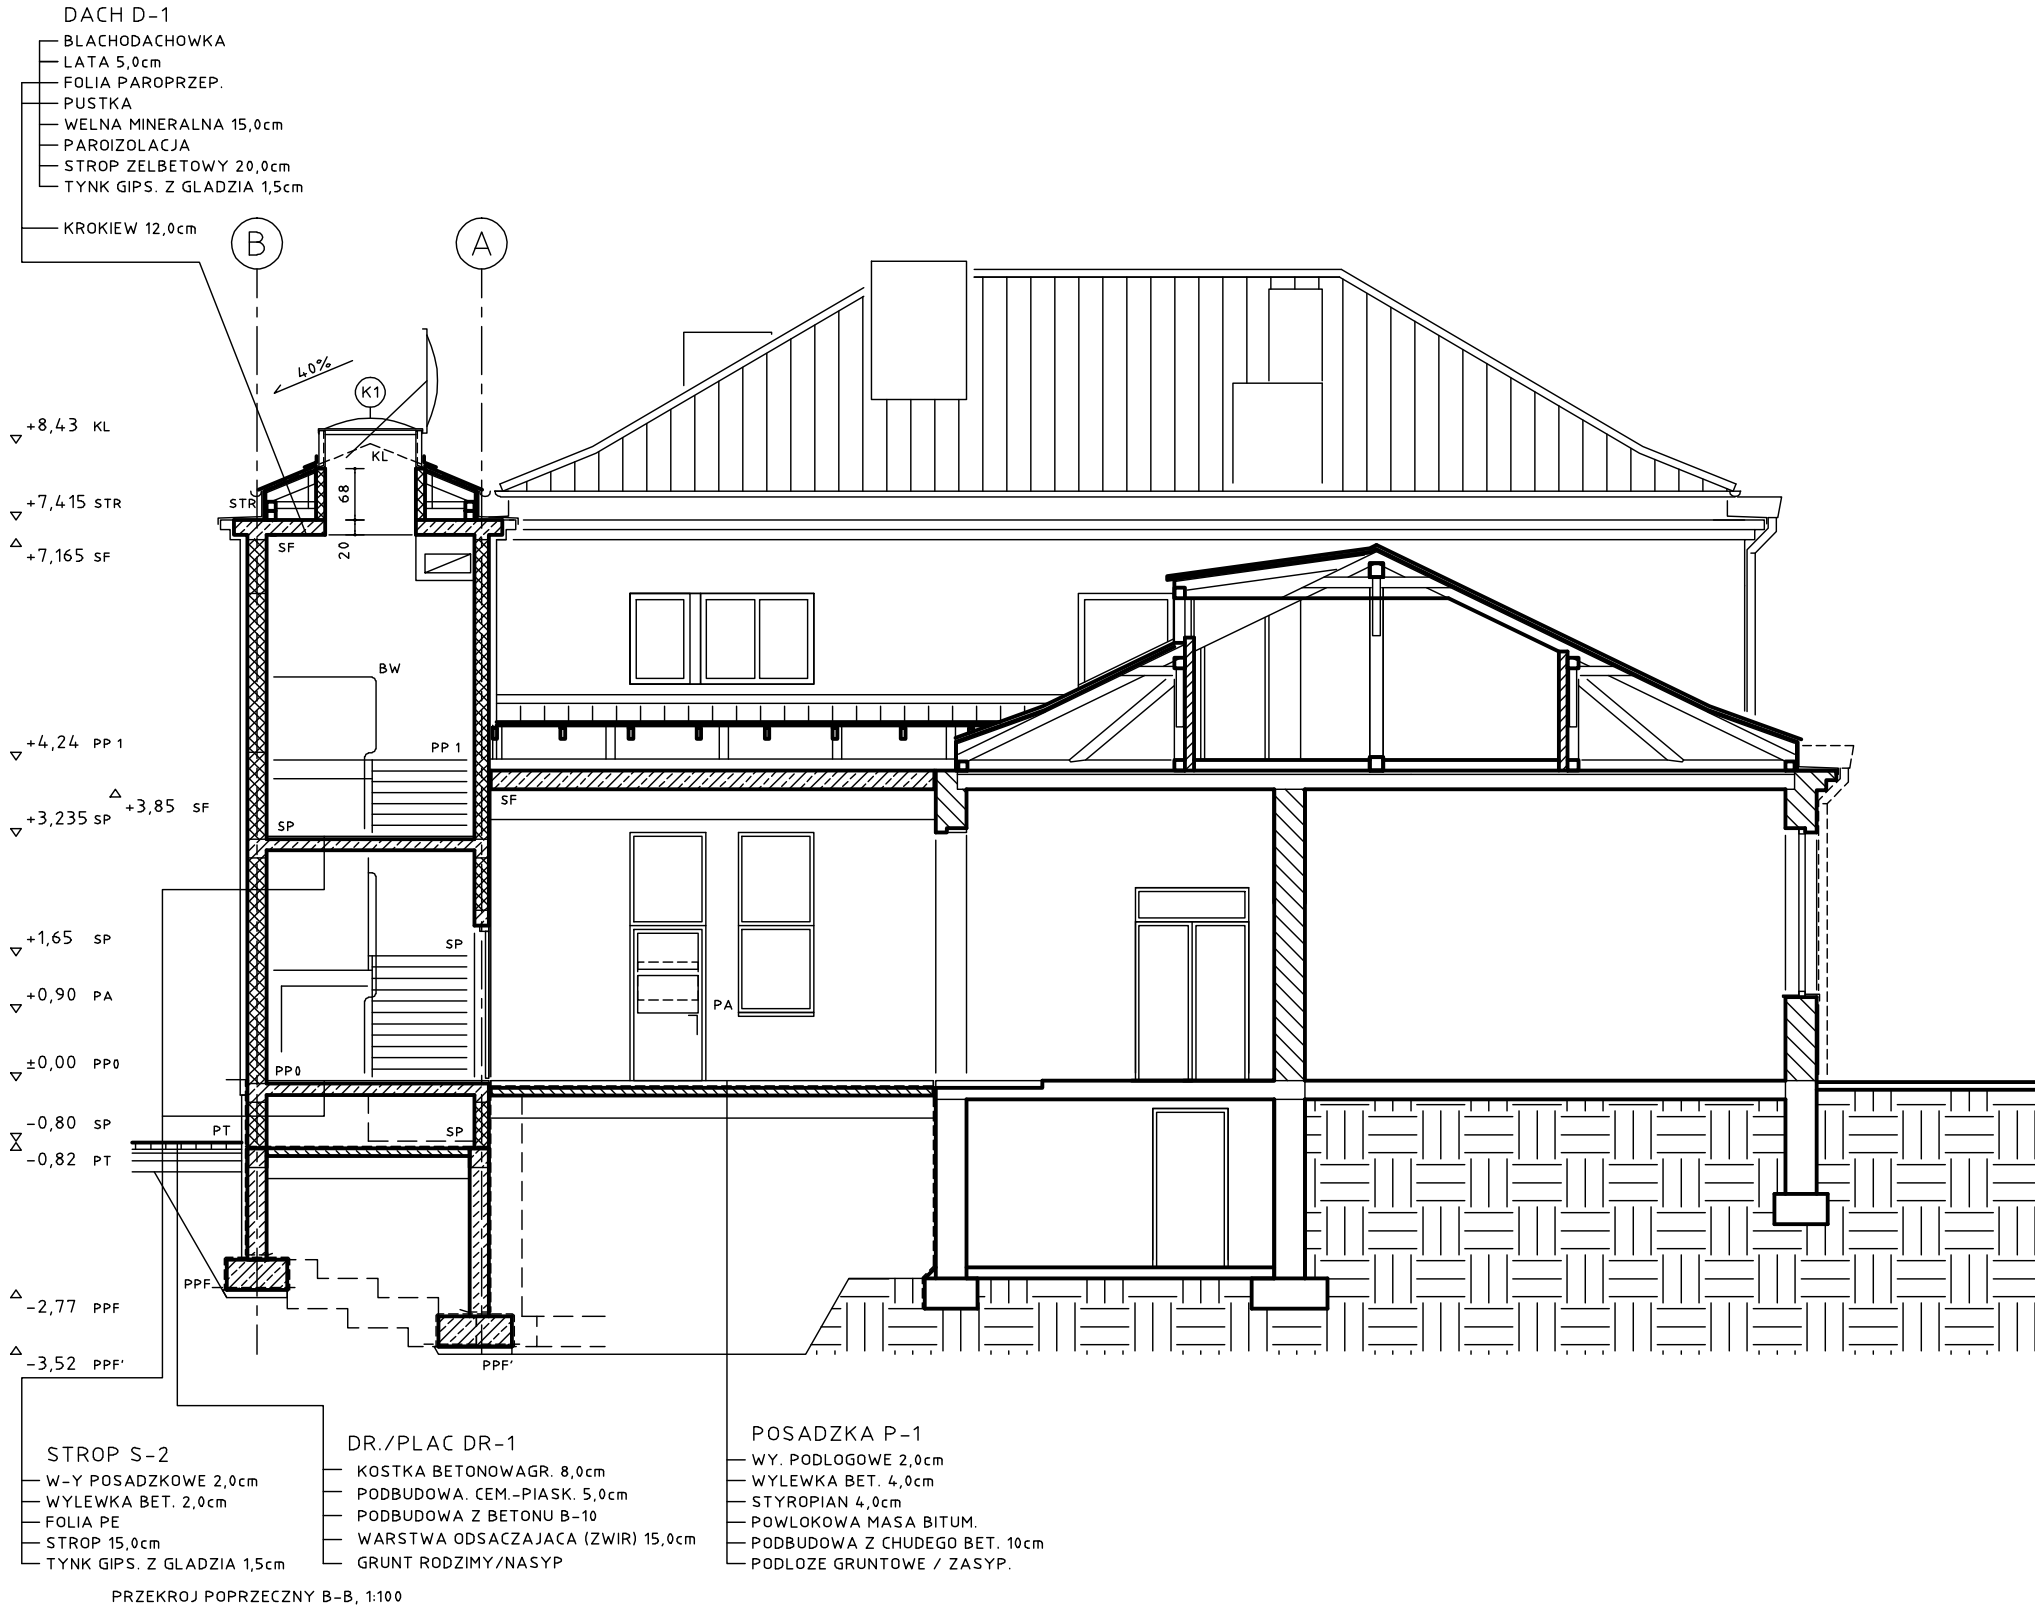 DACH D-1
BLACHODACHOWKA
LATA 5,0cm
FOLIA PAROPRZEP.
PUSTKA
WELNA MINERALNA 15,0cm
PAROIZOLACJA
STROP ZELBETOWY 20,0cm
TYNK GIPS. Z GLADZIA 1,5cm
KROKIEW 12,0cm
B
A
40%
K1
+8,43 KL
KL
68
+7,415 STR
STR
+7,165 SF
SF
20
BW
+4,24 PP 1
PP 1
+3,85 SF
SF
+3,235 SP
SP
+1,65 SP
SP
+0,90 PA
PA
±0,00 PP0
PP0
-0,80 SP
PT
SP
-0,82 PT
PPF
-2,77 PPF
-3,52 PPF'
PPF'
STROP S-2
W-Y POSADZKOWE 2,0cm
WYLEWKA BET. 2,0cm
FOLIA PE
STROP 15,0cm
TYNK GIPS. Z GLADZIA 1,5cm
DR./PLAC DR-1
KOSTKA BETONOWAGR. 8,0cm
PODBUDOWA. CEM.-PIASK. 5,0cm
PODBUDOWA Z BETONU B-10
WARSTWA ODSACZAJACA (ZWIR) 15,0cm
GRUNT RODZIMY/NASYP
POSADZKA P-1
WY. PODLOGOWE 2,0cm
WYLEWKA BET. 4,0cm
STYROPIAN 4,0cm
POWLOKOWA MASA BITUM.
PODBUDOWA Z CHUDEGO BET. 10cm
PODLOZE GRUNTOWE / ZASYP.
PRZEKROJ POPRZECZNY B-B, 1:100